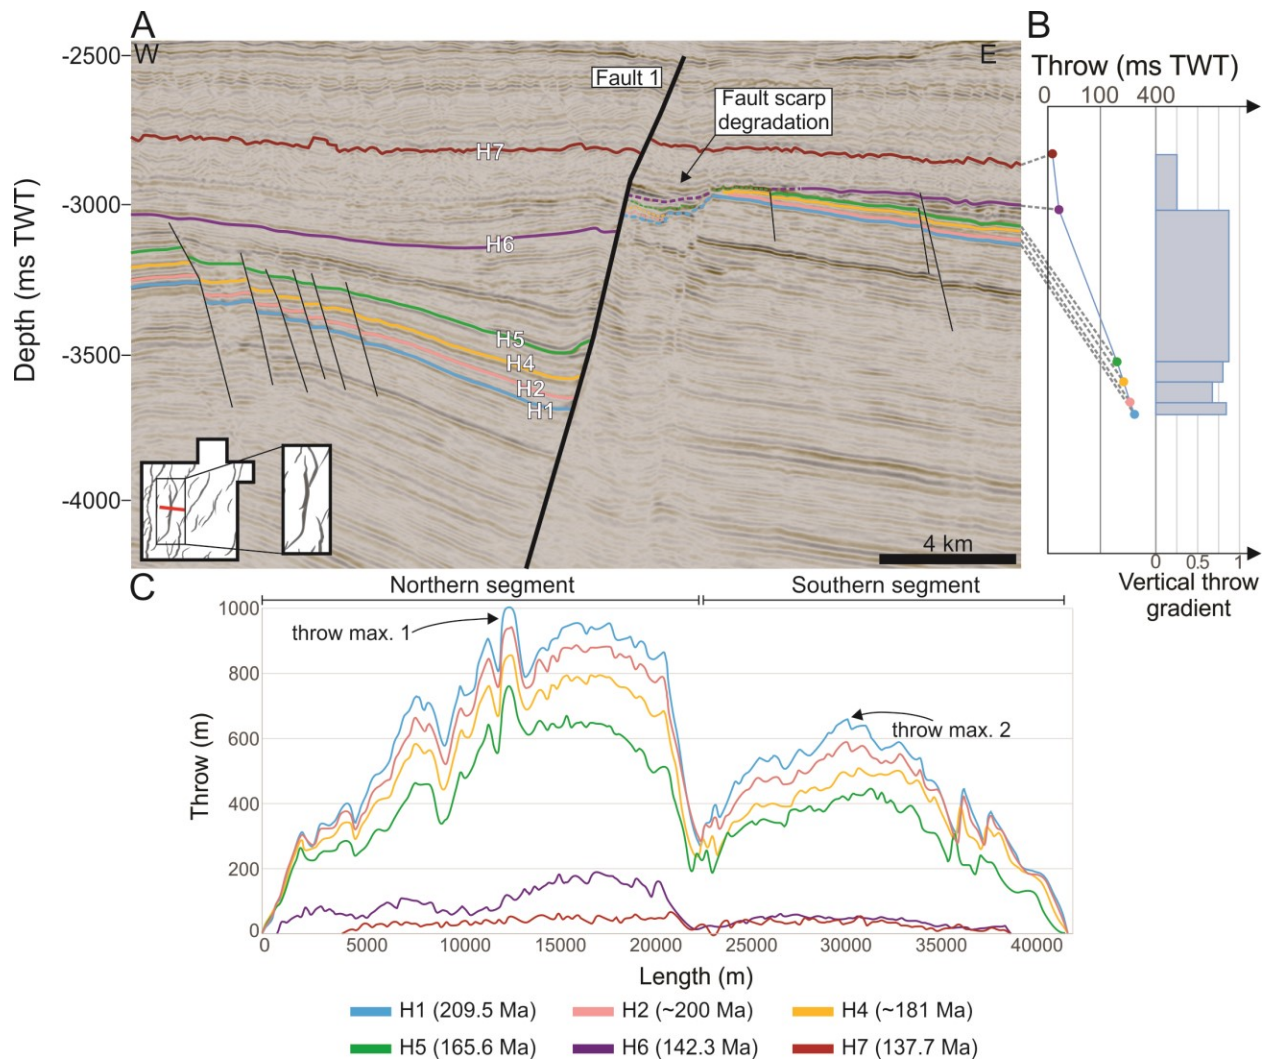 A
B
W
E
Fault 1
Fault scarp
degradation
H7
H6
H5
H4
H2
H1
Depth (ms TWT)
-2500
-3000
-3500
-4000
4 km
Throw (ms TWT)
0 100 400
0 0.5 1
Vertical throw
gradient
C
Northern segment
Southern segment
throw max. 1
throw max. 2
Throw (m)
1000
800
600
400
200
0
0 5000 10000 15000 20000 25000 30000 35000 40000
Length (m)
H1 (209.5 Ma) H2 (~200 Ma) H4 (~181 Ma)
H5 (165.6 Ma) H6 (142.3 Ma) H7 (137.7 Ma)